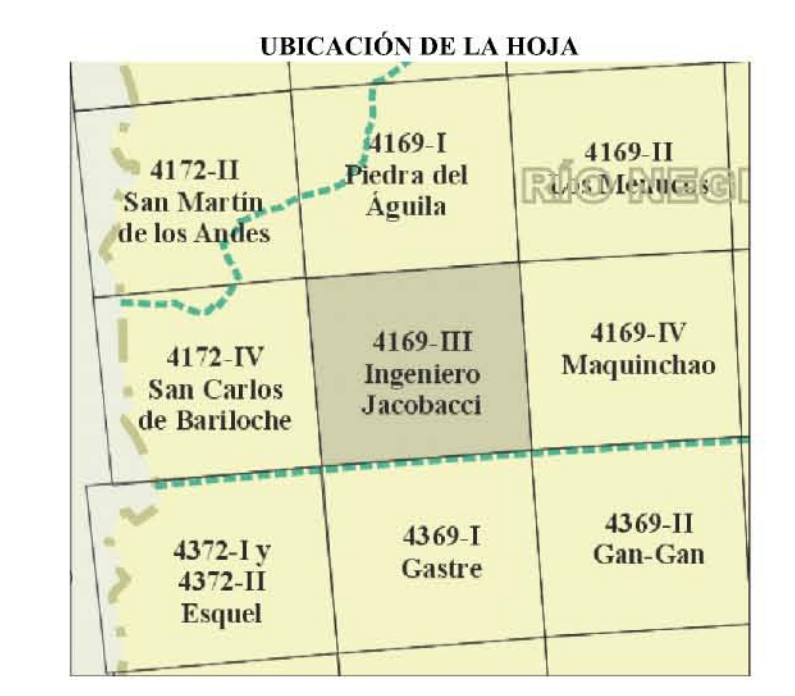 UBICACIÓN DE LA HOJA
4172-II
San Martín
de los Andes
4169-I
Piedra del
Águila
4169-II
Los Menucos
RÍO NEG
4172-IV
San Carlos
de Bariloche
4169-III
Ingeniero
Jacobacci
4169-IV
Maquinchao
4372-I y
4372-II
Esquel
4369-I
Gastre
4369-II
Gan-Gan